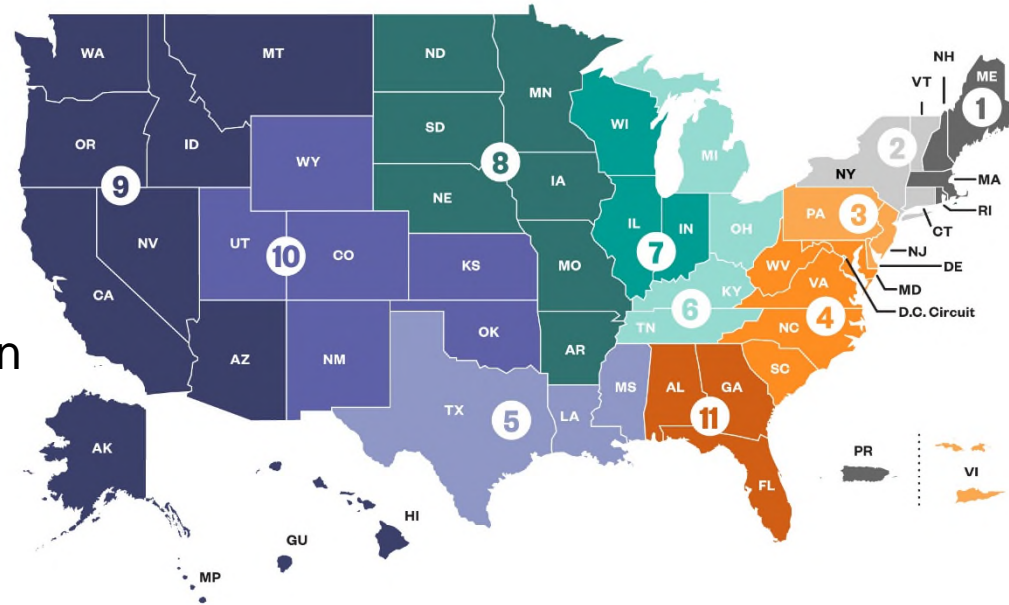 WA
MT
ND
MN
NH
VT
ME
1
OR
ID
SD
WI
MI
2
WY
8
9
NE
IA
NY
MA
PA
3
RI
CT
NV
UT
10
CO
IL
IN
OH
NJ
7
KS
MO
WV
DE
VA
MD
CA
KY
6
4
D.C. Circuit
TN
NC
n
AZ
NM
OK
AR
SC
MS
AL
GA
TX
5
LA
11
AK
PR
VI
FL
HI
GU
MP